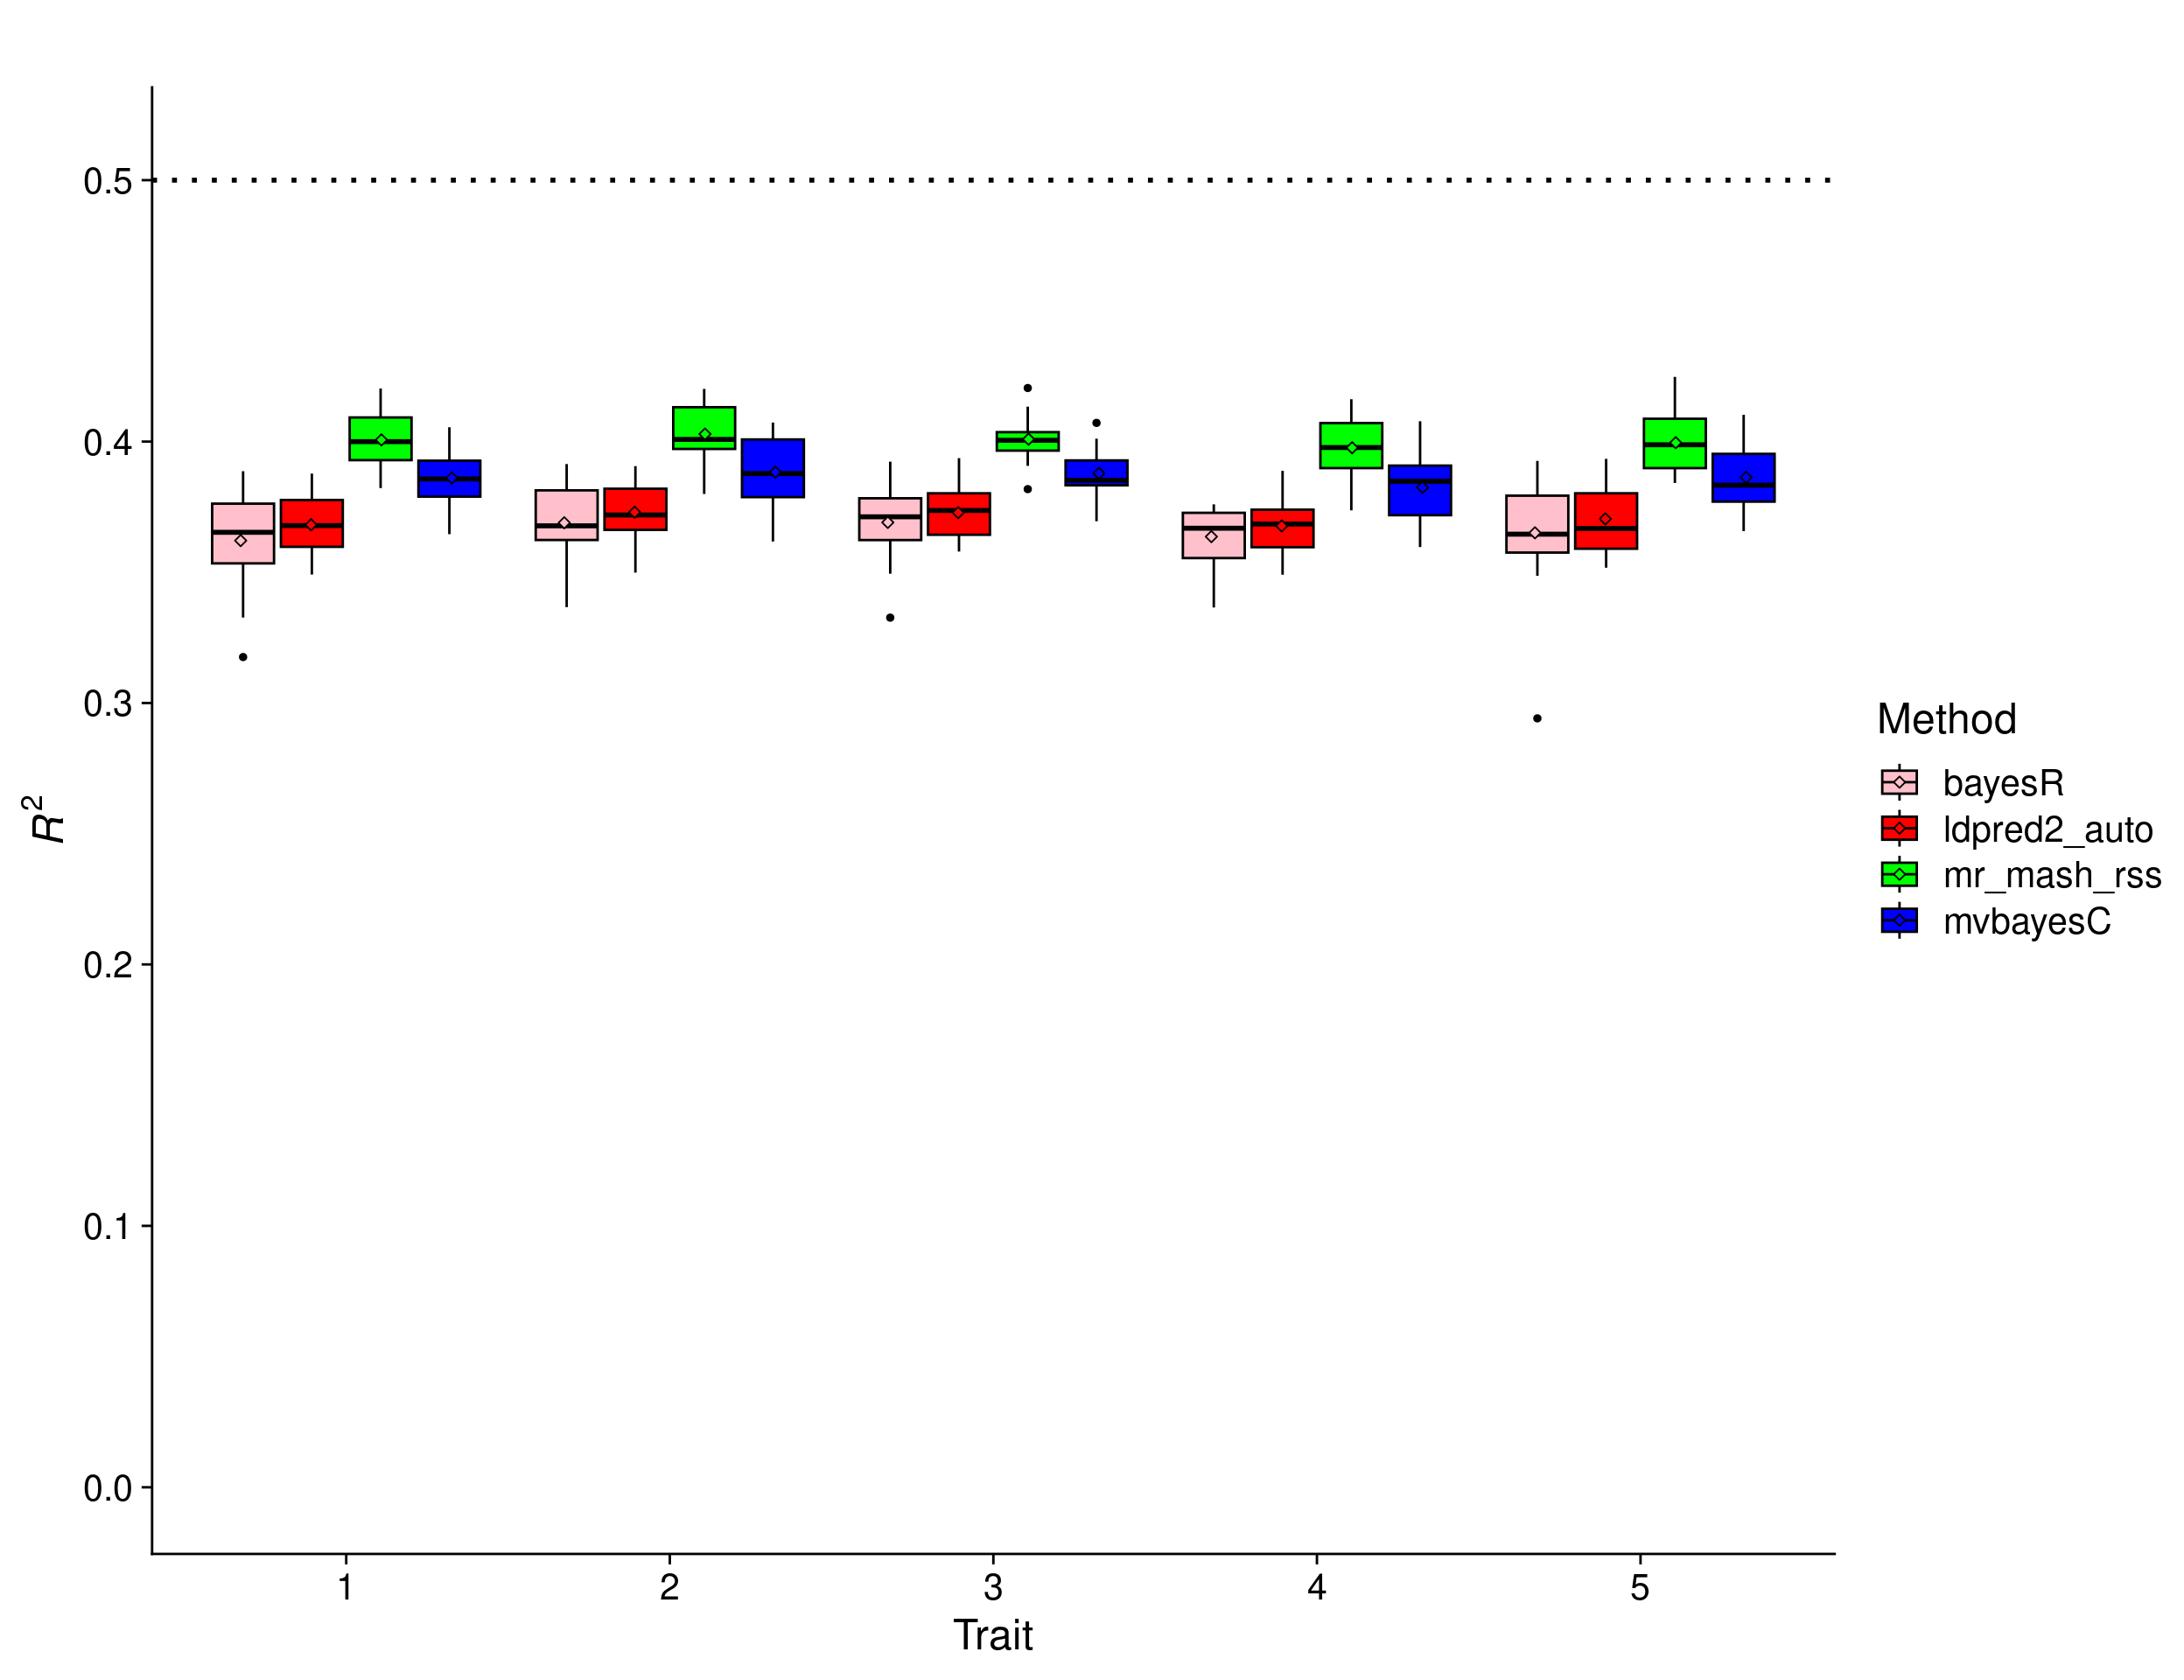 0.5
0.4
0.3
0.2
0.1
0.0
R²
1 2 3 4 5
Trait
Method
bayesR
ldpred2_auto
mr_mash_rss
mvbayesC